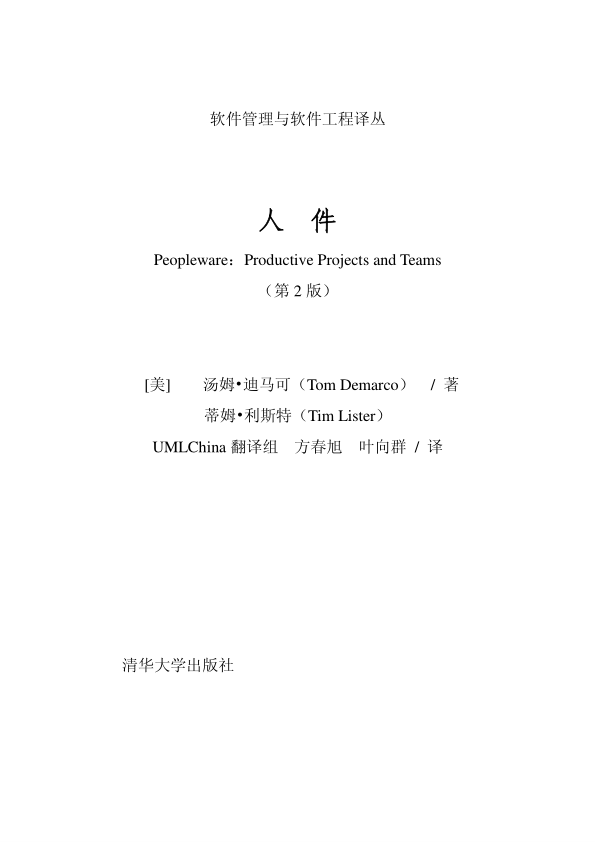 软件管理与软件工程译丛
人　件
Peopleware：Productive Projects and Teams
（第 2 版）
[美]　　汤姆•迪马可（Tom Demarco）　/ 著
蒂姆•利斯特（Tim Lister）
UMLChina 翻译组　方春旭　叶向群 / 译
清华大学出版社